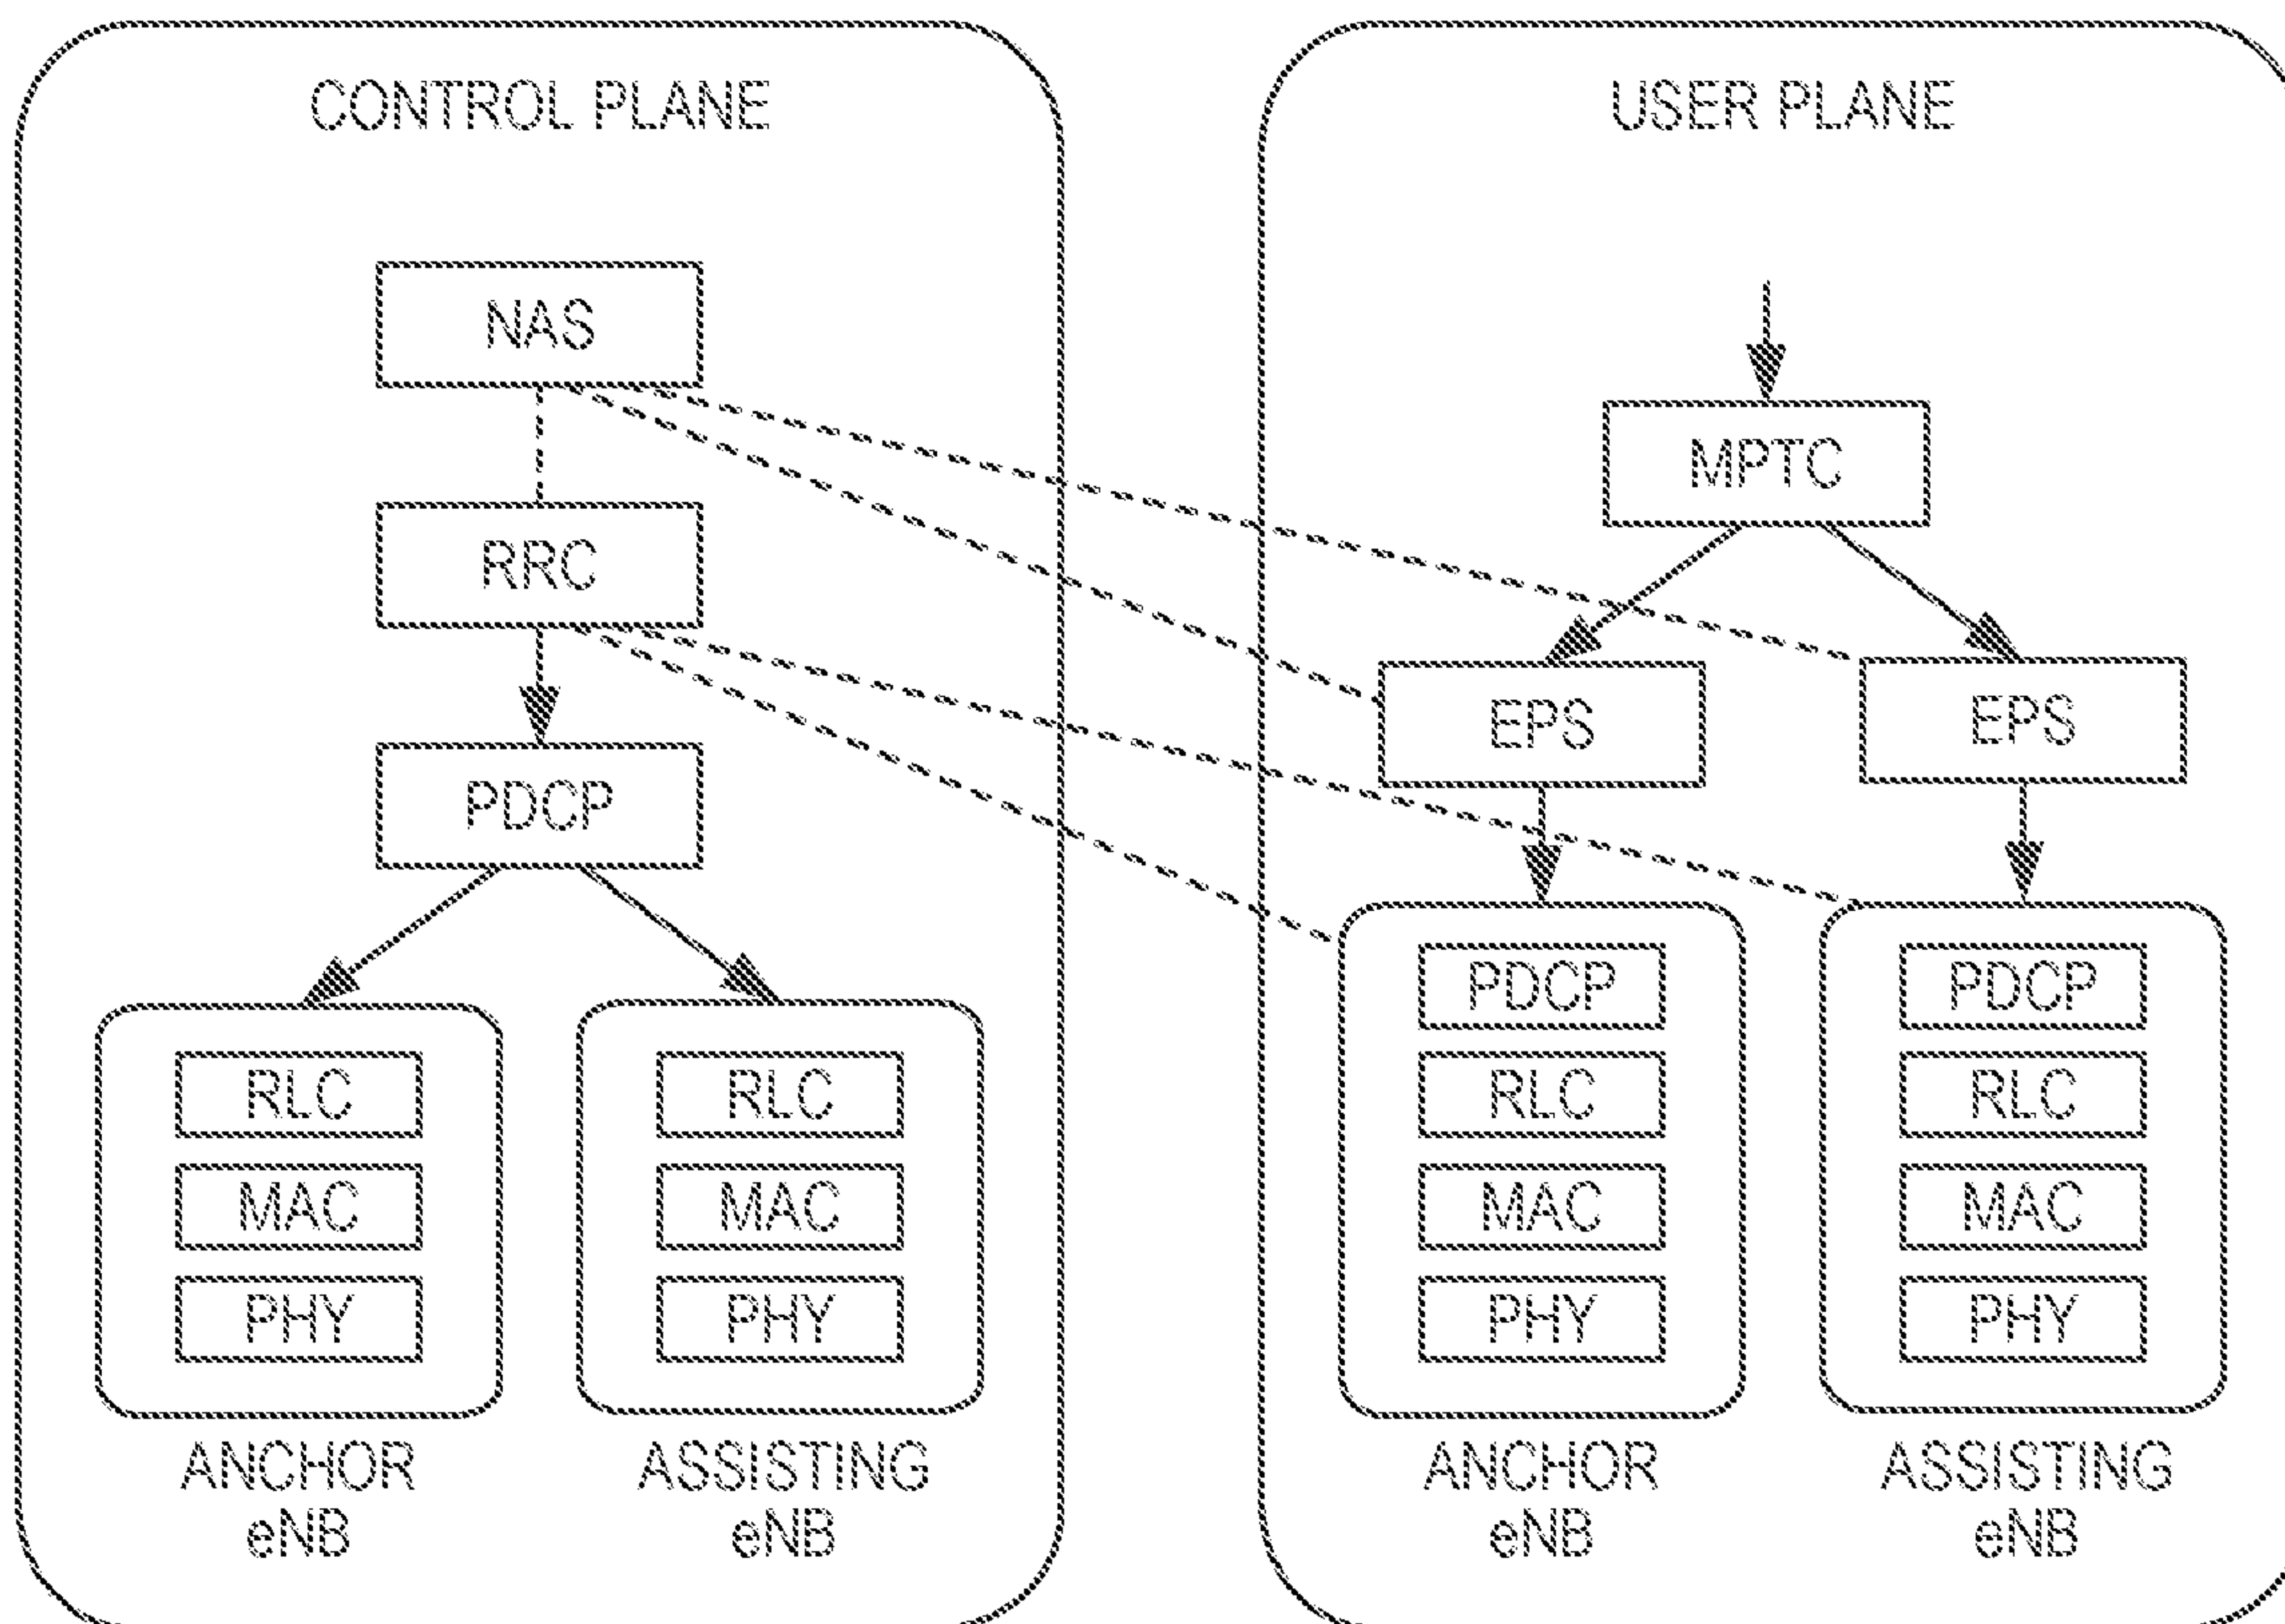 CONTROL PLANE
NAS
RRC
PDCP
RLC
MAC
PHY
ANCHOR
eNB
RLC
MAC
PHY
ASSISTING
eNB
USER PLANE
MPTC
EPS
EPS
PDCP
RLC
MAC
PHY
ANCHOR
eNB
PDCP
RLC
MAC
PHY
ASSISTING
eNB